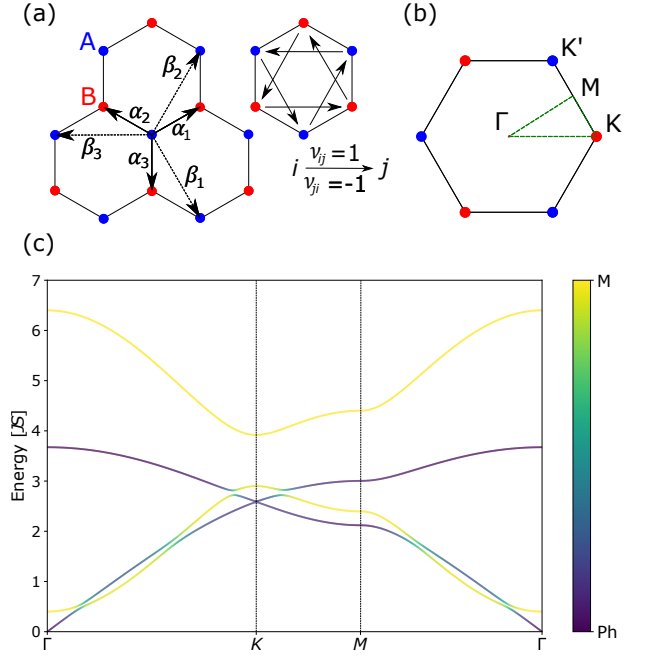 (a)
A
B
α₁
α₂
α₃
β₁
β₂
β₃
i
νᵢⱼ = 1
νⱼᵢ = -1
j
(b)
K'
M
Γ
K
(c)
Energy [JS]
7
6
5
4
3
2
1
0
Γ
K
M
Γ
M
Ph